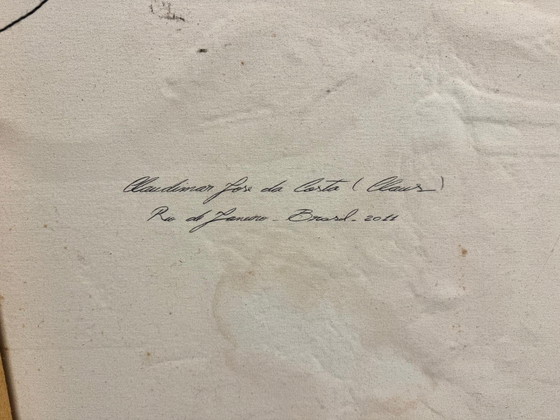 Claudimar José da Costa (Claus)
Rio de Janeiro - Brasil - 2011